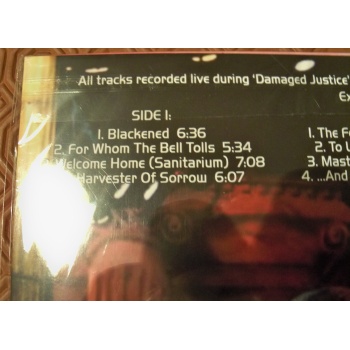 All tracks recorded live during 'Damaged Justice'
SIDE 1:
1. Blackened 6:36
2. For Whom The Bell Tolls 5:34
Welcome Home (Sanitarium) 7:08
Harvester Of Sorrow 6:07
1. The
2. To
3.
4. ...And